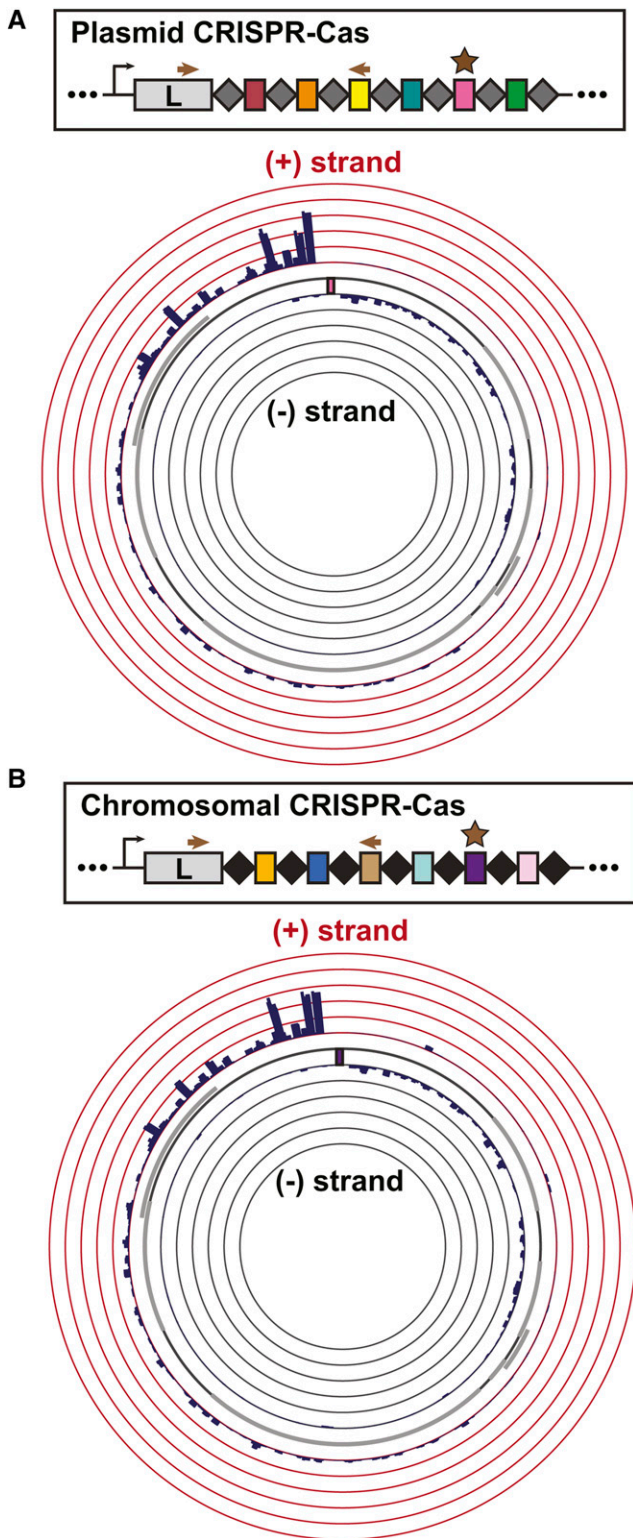 A
Plasmid CRISPR-Cas
L
(+) strand
(-) strand
B
Chromosomal CRISPR-Cas
L
(+) strand
(-) strand